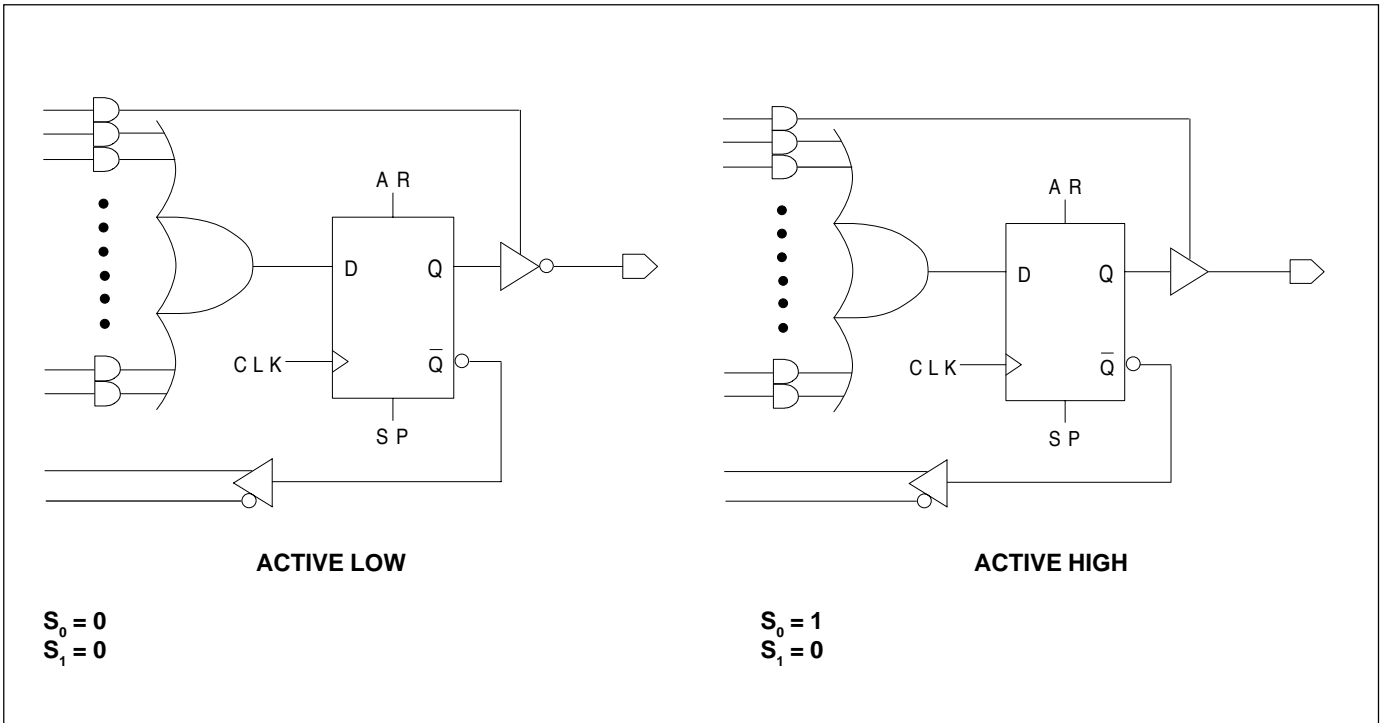 A R
D Q
C L K
Q̅
S P
ACTIVE LOW
S₀ = 0
S₁ = 0
A R
D Q
C L K
Q̅
S P
ACTIVE HIGH
S₀ = 1
S₁ = 0